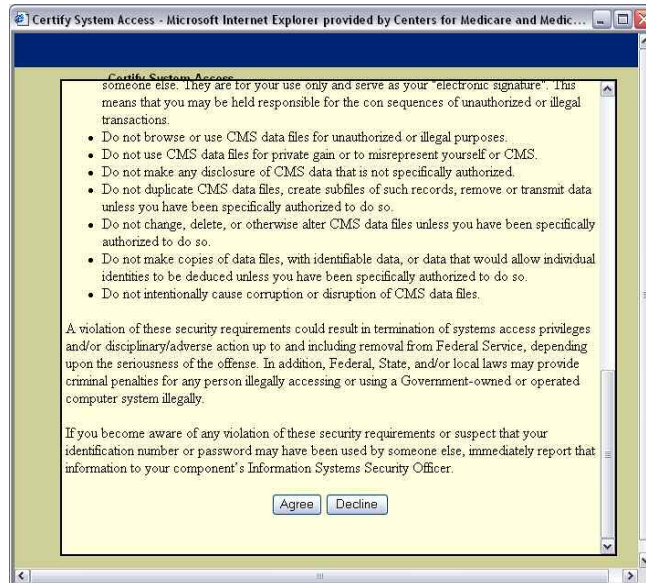 Certify System Access - Microsoft Internet Explorer provided by Centers for Medicare and Medic...
Certify System Access
someone else. They are for your use only and serve as your "electronic signature". This
means that you may be held responsible for the con sequences of unauthorized or illegal
transactions.
• Do not browse or use CMS data files for unauthorized or illegal purposes.
• Do not use CMS data files for private gain or to misrepresent yourself or CMS.
• Do not make any disclosure of CMS data that is not specifically authorized.
• Do not duplicate CMS data files, create subfiles of such records, remove or transmit data
unless you have been specifically authorized to do so.
• Do not change, delete, or otherwise alter CMS data files unless you have been specifically
authorized to do so.
• Do not make copies of data files, with identifiable data, or data that would allow individual
identities to be deduced unless you have been specifically authorized to do so.
• Do not intentionally cause corruption or disruption of CMS data files.
A violation of these security requirements could result in termination of systems access privileges
and/or disciplinary/adverse action up to and including removal from Federal Service, depending
upon the seriousness of the offense. In addition, Federal, State, and/or local laws may provide
criminal penalties for any person illegally accessing or using a Government-owned or operated
computer system illegally.
If you become aware of any violation of these security requirements or suspect that your
identification number or password may have been used by someone else, immediately report that
information to your component's Information Systems Security Officer.
Agree Decline